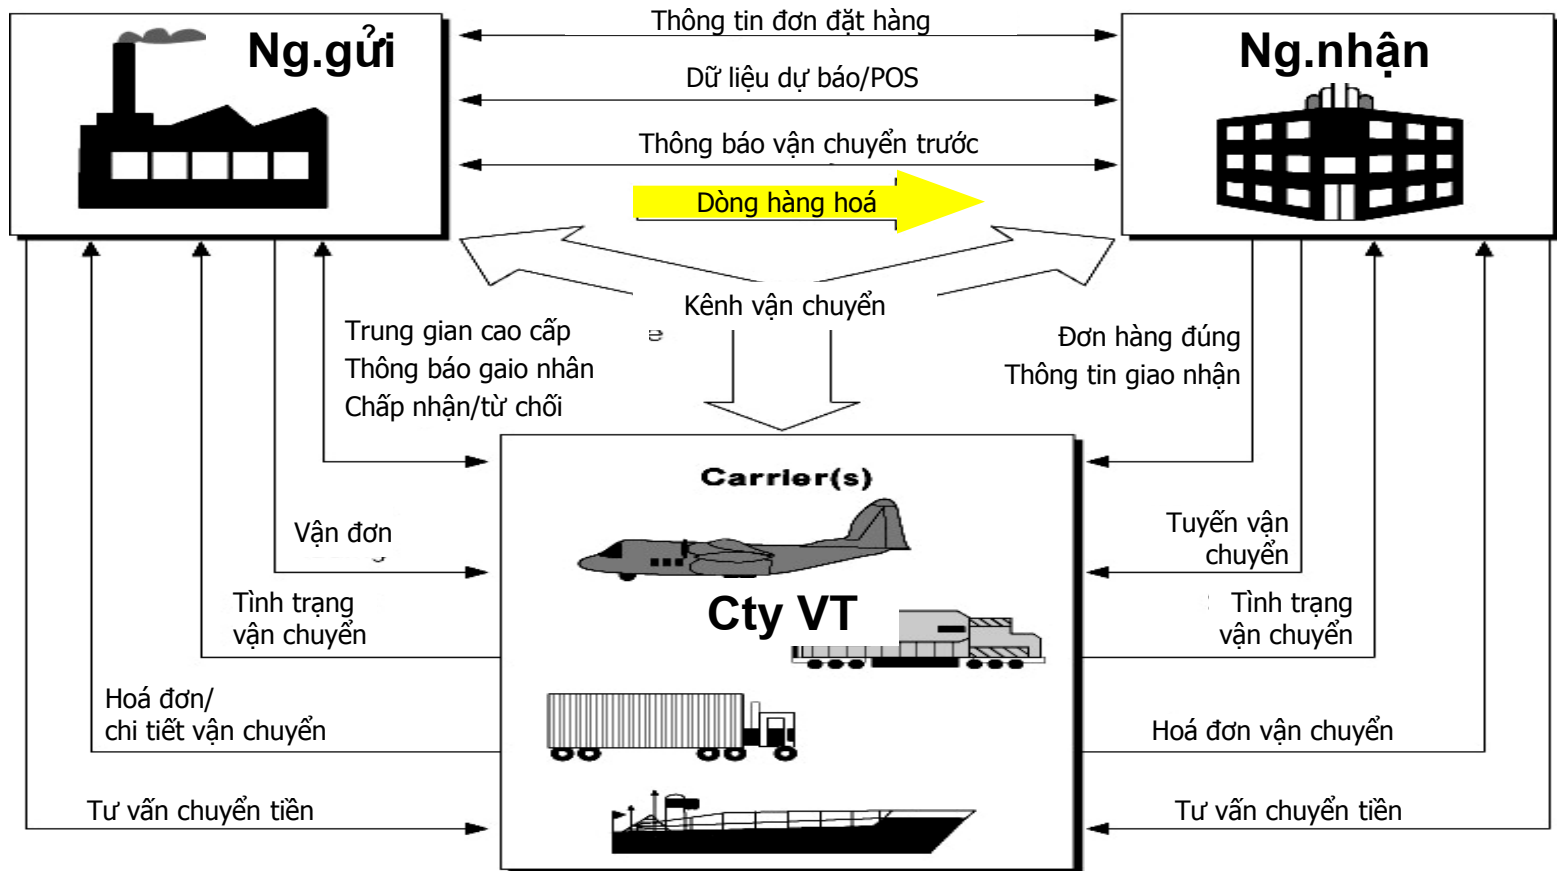 Ng.gửi
Thông tin đơn đặt hàng
Ng.nhận
Dữ liệu dự báo/POS
Thông báo vận chuyển trước
Dòng hàng hoá
Kênh vận chuyển
Trung gian cao cấp
Thông báo gaio nhân
Chấp nhận/từ chối
Đơn hàng đúng
Thông tin giao nhận
Carrier(s)
Vận đơn
Tuyến vận
chuyển
Cty VT
Tình trạng
vận chuyển
Tình trạng
vận chuyển
Hoá đơn/
chi tiết vận chuyển
Hoá đơn vận chuyển
Tư vấn chuyển tiền
Tư vấn chuyển tiền